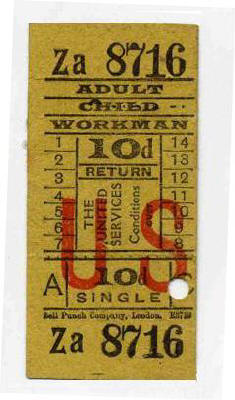 Za 8716
ADULT
CHILD
WORKMAN
1 10d 14
2 RETURN 13
3 THE UNITED SERVICES 12
4 Conditions over 11
5 10
6 9
7 8
US
A 10d
SINGLE
Bell Punch Company, London.
Za 8716